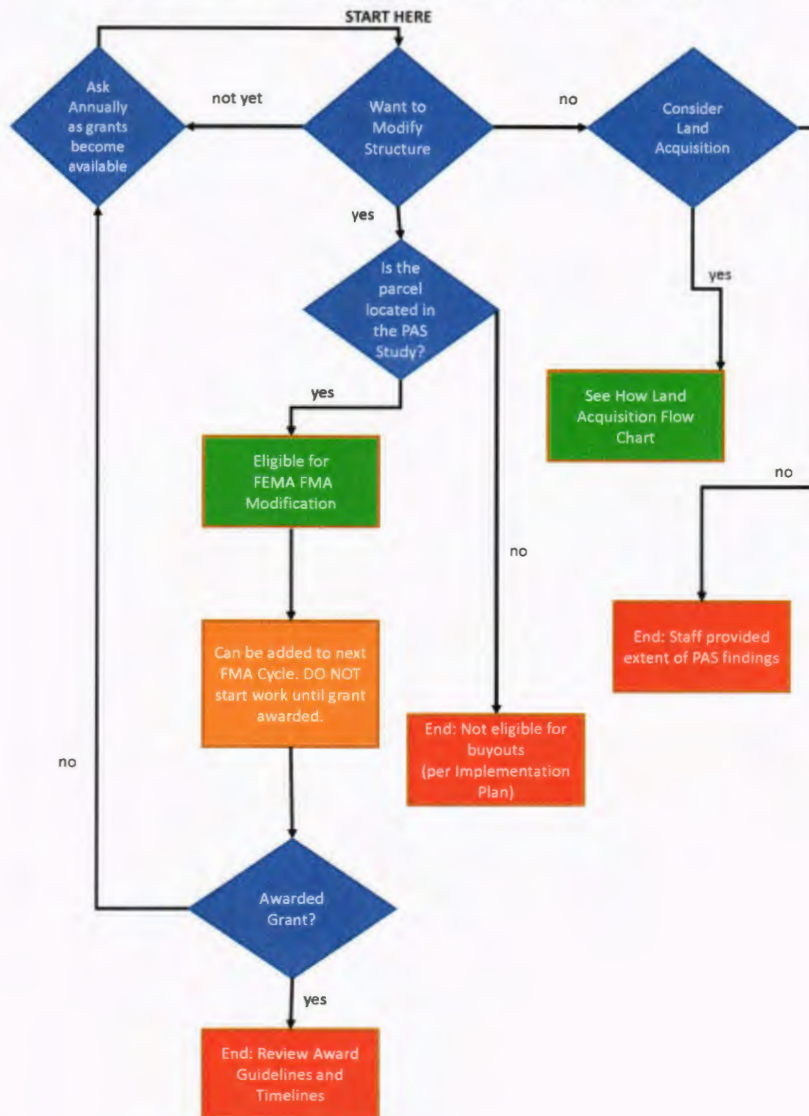 START HERE
Ask
Annually
as grants
become
available
not yet
Want to
Modify
Structure
no
Consider
Land
Acquisition
yes
yes
Is the
parcel
located in
the PAS
Study?
yes
See How Land
Acquisition Flow
Chart
Eligible for
FEMA FMA
Modification
no
no
Can be added to next
FMA Cycle. DO NOT
start work until grant
awarded.
End: Staff provided
extent of PAS findings
End: Not eligible for
buyouts
(per Implementation
Plan)
no
Awarded
Grant?
yes
End: Review Award
Guidelines and
Timelines